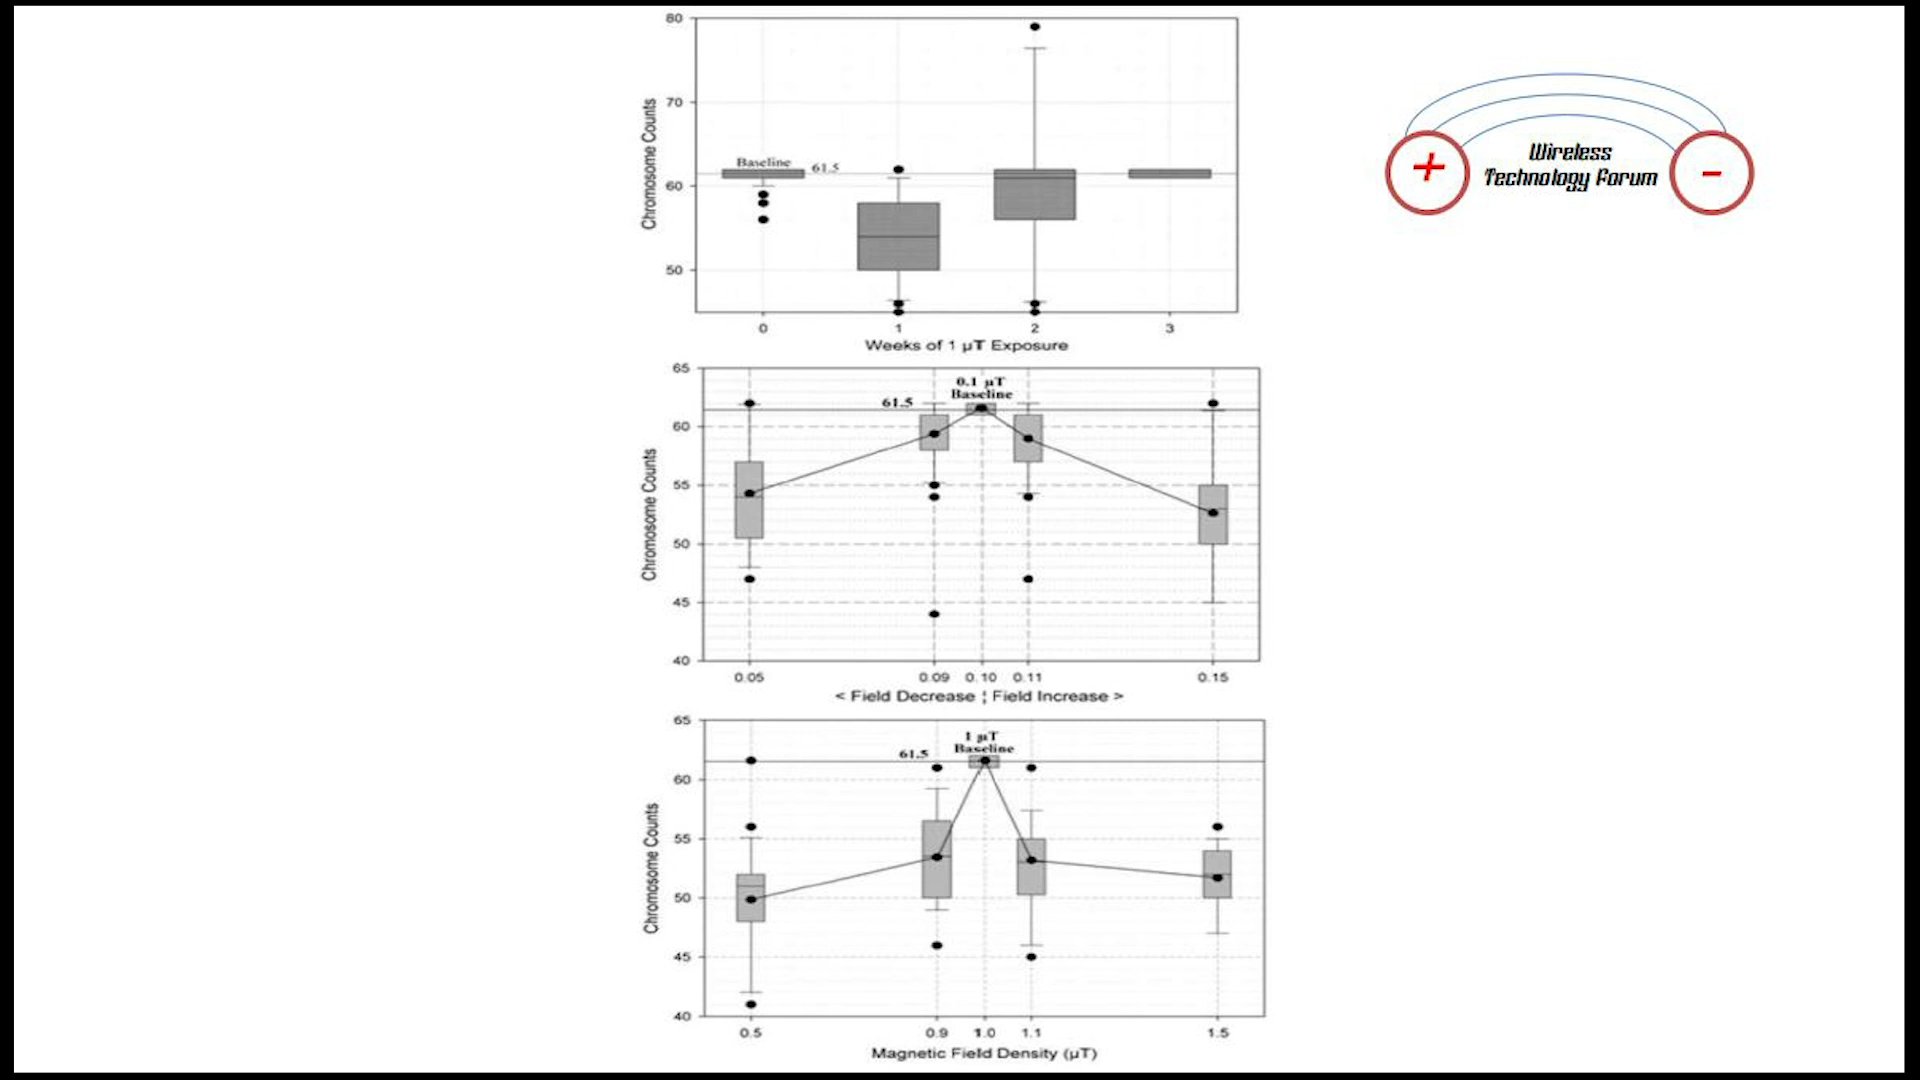 80
70
60
50
Chromosome Counts
Baseline
61.5
0 1 2 3
Weeks of 1 µT Exposure
+
Wireless
Technology Forum
-
65
60
55
50
45
40
Chromosome Counts
0.1 µT
Baseline
61.5
0.05 0.09 0.10 0.11 0.15
< Field Decrease ¦ Field Increase >
65
60
55
50
45
40
Chromosome Counts
1 µT
Baseline
61.5
0.5 0.9 1.0 1.1 1.5
Magnetic Field Density (µT)